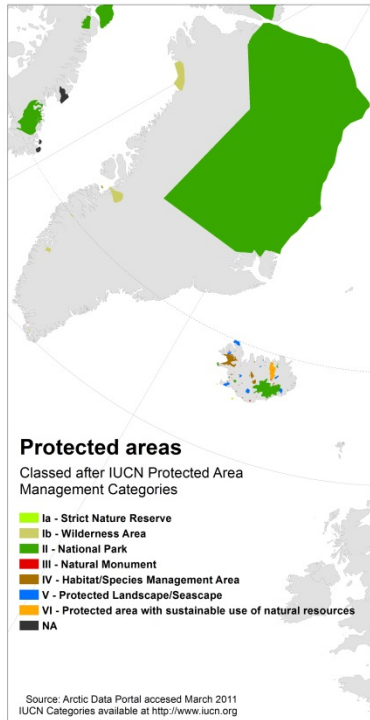 Protected areas
Classed after IUCN Protected Area
Management Categories
Ia - Strict Nature Reserve
Ib - Wilderness Area
II - National Park
III - Natural Monument
IV - Habitat/Species Management Area
V - Protected Landscape/Seascape
VI - Protected area with sustainable use of natural resources
NA
Source: Arctic Data Portal accesed March 2011
IUCN Categories available at http://www.iucn.org